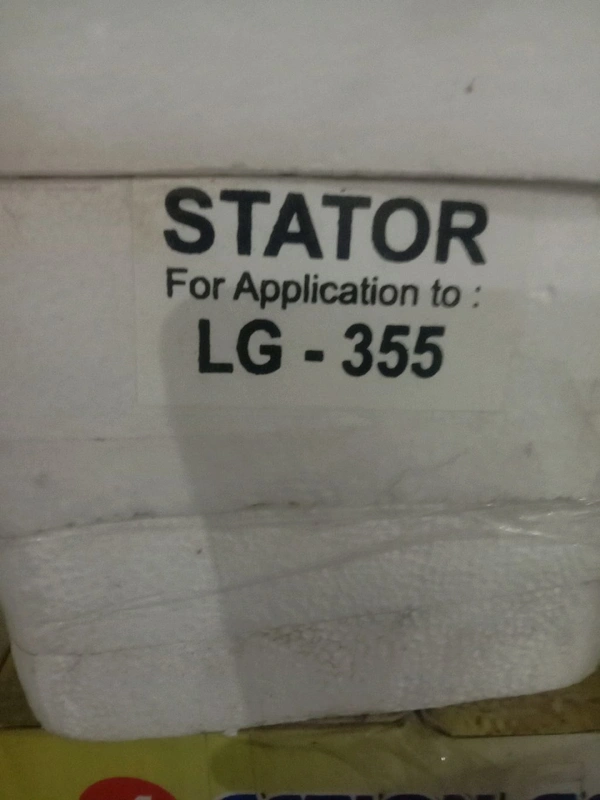 STATOR
For Application to :
LG - 355